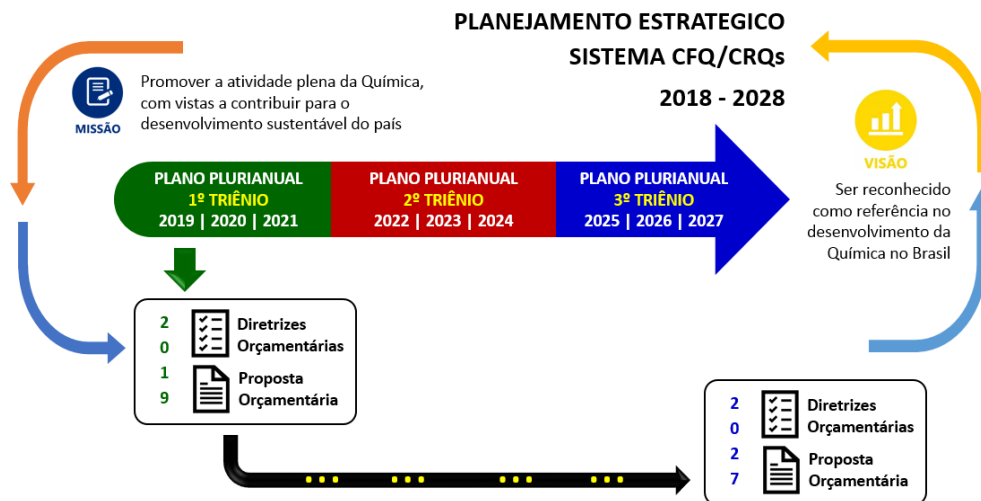 PLANEJAMENTO ESTRATEGICO
SISTEMA CFQ/CRQs
2018 - 2028
MISSÃO
Promover a atividade plena da Química,
com vistas a contribuir para o
desenvolvimento sustentável do país
VISÃO
Ser reconhecido
como referência no
desenvolvimento da
Química no Brasil
PLANO PLURIANUAL
1º TRIÊNIO
2019 | 2020 | 2021
PLANO PLURIANUAL
2º TRIÊNIO
2022 | 2023 | 2024
PLANO PLURIANUAL
3º TRIÊNIO
2025 | 2026 | 2027
2
0
1
9
Diretrizes
Orçamentárias
Proposta
Orçamentária
2
0
2
7
Diretrizes
Orçamentárias
Proposta
Orçamentária